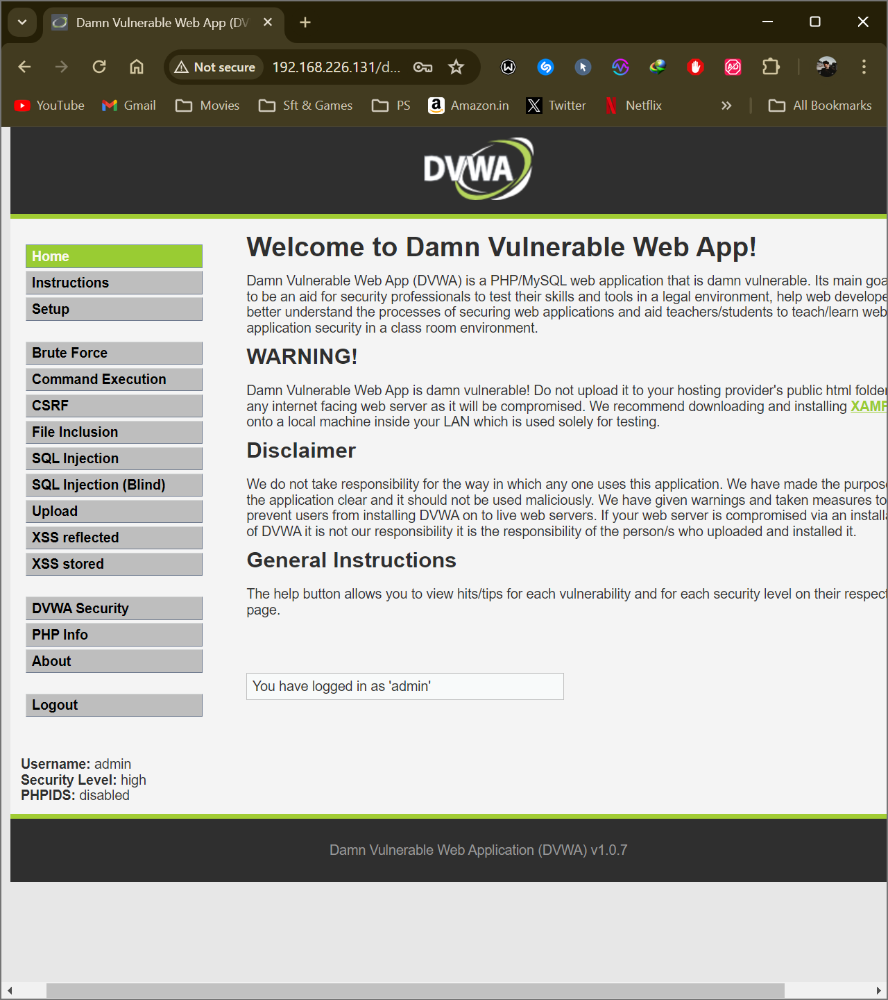 Damn Vulnerable Web App (DV
Not secure
192.168.226.131/d...
YouTube
Gmail
Movies
Sft & Games
PS
Amazon.in
Twitter
Netflix
All Bookmarks
DVWA
Home
Instructions
Setup
Brute Force
Command Execution
CSRF
File Inclusion
SQL Injection
SQL Injection (Blind)
Upload
XSS reflected
XSS stored
DVWA Security
PHP Info
About
Logout
Username: admin
Security Level: high
PHPIDS: disabled
Welcome to Damn Vulnerable Web App!
Damn Vulnerable Web App (DVWA) is a PHP/MySQL web application that is damn vulnerable. Its main goa
to be an aid for security professionals to test their skills and tools in a legal environment, help web develope
better understand the processes of securing web applications and aid teachers/students to teach/learn web
application security in a class room environment.
WARNING!
Damn Vulnerable Web App is damn vulnerable! Do not upload it to your hosting provider's public html folder
any internet facing web server as it will be compromised. We recommend downloading and installing XAMP
onto a local machine inside your LAN which is used solely for testing.
Disclaimer
We do not take responsibility for the way in which any one uses this application. We have made the purpose
the application clear and it should not be used maliciously. We have given warnings and taken measures to
prevent users from installing DVWA on to live web servers. If your web server is compromised via an installa
of DVWA it is not our responsibility it is the responsibility of the person/s who uploaded and installed it.
General Instructions
The help button allows you to view hits/tips for each vulnerability and for each security level on their respect
page.
You have logged in as 'admin'
Damn Vulnerable Web Application (DVWA) v1.0.7